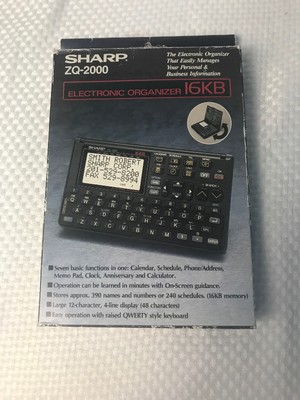 SHARP
ZQ-2000
The Electronic Organizer
That Easily Manages
Your Personal &
Business Information
ELECTRONIC ORGANIZER 16KB
SHARP
SMITH ROBERT
SHARP CORP.
201-529-8200
FAX 529-8994
■ Seven basic functions in one: Calendar, Schedule, Phone/Address,
Memo Pad, Clock, Anniversary and Calculator.
■ Operation can be learned in minutes with On-Screen guidance.
■ Stores approx. 390 names and numbers or 240 schedules. (16KB memory)
■ Large 12-character, 4-line display (48 characters)
■ Easy operation with raised QWERTY style keyboard